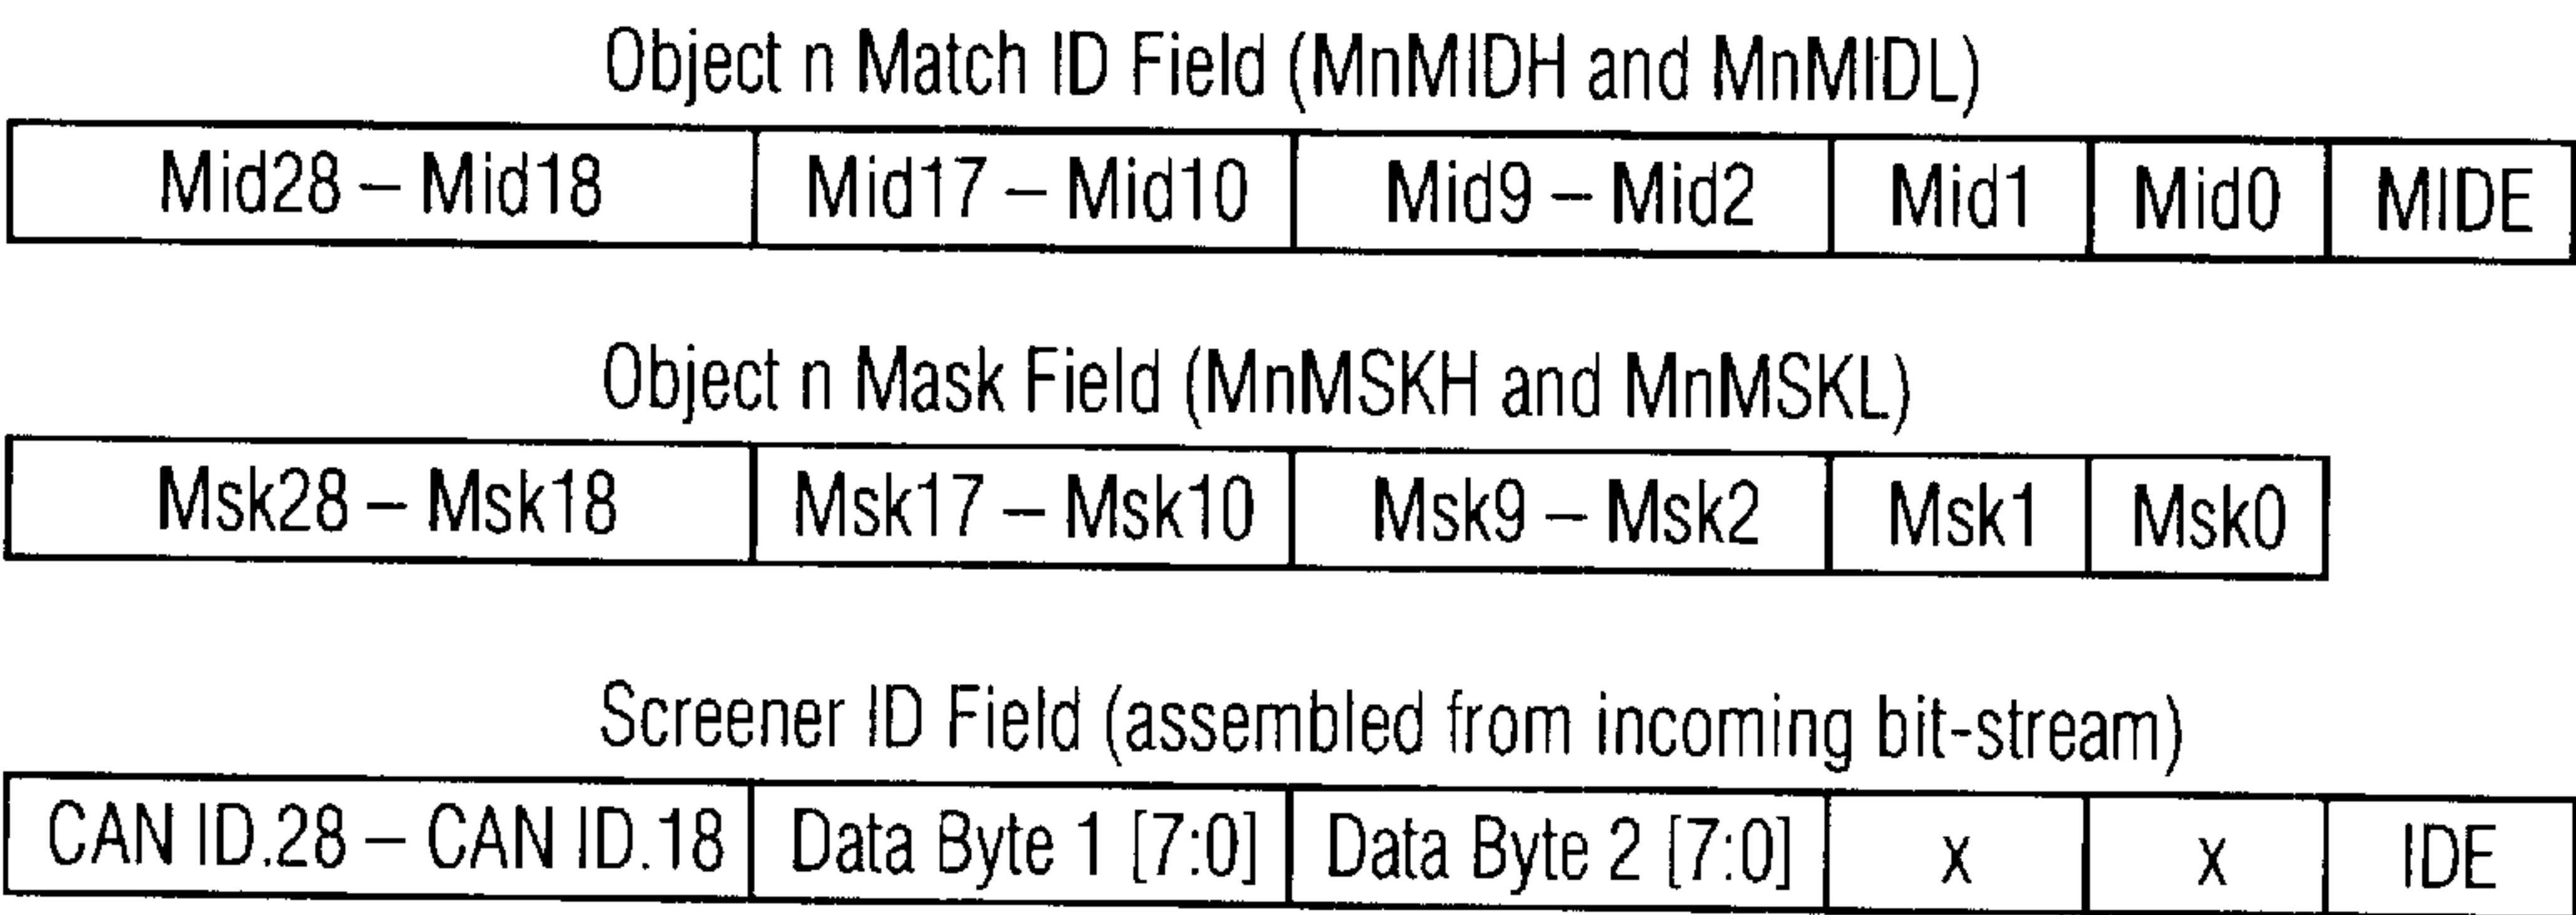 Object n Match ID Field (MnMIDH and MnMIDL)
Mid28 – Mid18 Mid17 – Mid10 Mid9 – Mid2 Mid1 Mid0 MIDE
Object n Mask Field (MnMSKH and MnMSKL)
Msk28 – Msk18 Msk17 – Msk10 Msk9 – Msk2 Msk1 Msk0
Screener ID Field (assembled from incoming bit-stream)
CAN ID.28 – CAN ID.18 Data Byte 1 [7:0] Data Byte 2 [7:0] x x IDE